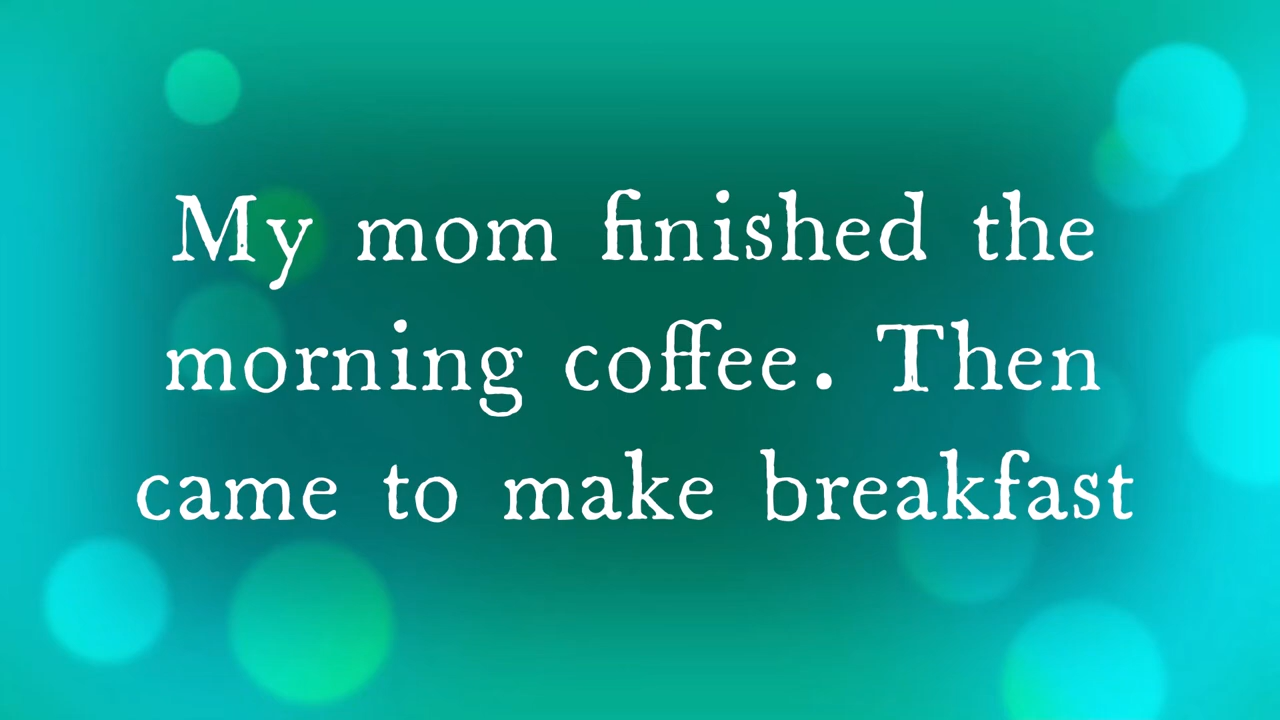 My mom finished the
morning coffee. Then
came to make breakfast